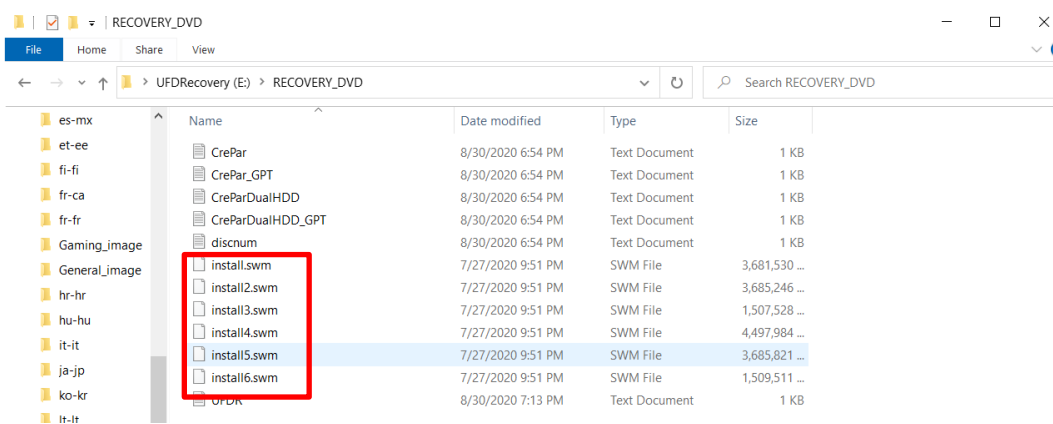 RECOVERY_DVD
File Home Share View
UFDRecovery (E:) > RECOVERY_DVD Search RECOVERY_DVD
es-mx
et-ee
fi-fi
fr-ca
fr-fr
Gaming_image
General_image
hr-hr
hu-hu
it-it
ja-jp
ko-kr
lt-lt
Name Date modified Type Size
CrePar 8/30/2020 6:54 PM Text Document 1 KB
CrePar_GPT 8/30/2020 6:54 PM Text Document 1 KB
CreParDualHDD 8/30/2020 6:54 PM Text Document 1 KB
CreParDualHDD_GPT 8/30/2020 6:54 PM Text Document 1 KB
discnum 8/30/2020 6:54 PM Text Document 1 KB
install.swm 7/27/2020 9:51 PM SWM File 3,681,530 ...
install2.swm 7/27/2020 9:51 PM SWM File 3,685,246 ...
install3.swm 7/27/2020 9:51 PM SWM File 1,507,528 ...
install4.swm 7/27/2020 9:51 PM SWM File 4,497,984 ...
install5.swm 7/27/2020 9:51 PM SWM File 3,685,821 ...
install6.swm 7/27/2020 9:51 PM SWM File 1,509,511 ...
UFDR 8/30/2020 7:13 PM Text Document 1 KB